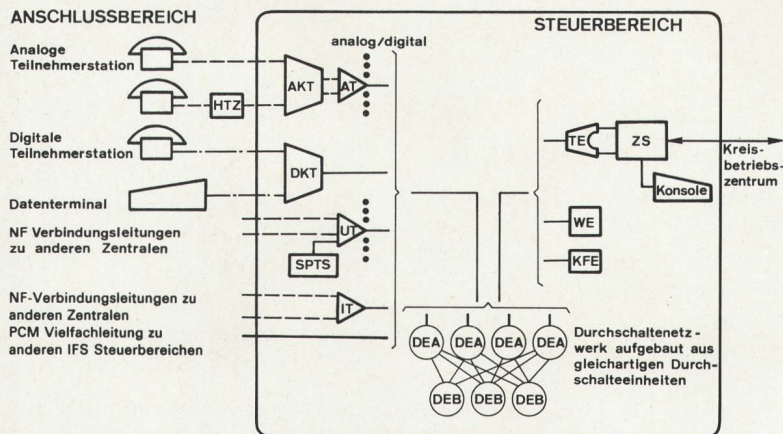 ANSCHLUSSBEREICH
STEUERBEREICH
Analoge
Teilnehmerstation
analog/digital
AKT
AT
HTZ
Digitale
Teilnehmerstation
DKT
Datenterminal
NF Verbindungsleitungen
zu anderen Zentralen
UT
SPTS
NF-Verbindungsleitungen zu
anderen Zentralen
IT
PCM Vielfachleitung zu
anderen IFS Steuerbereichen
TE
ZS
Kreis-
betriebs-
zentrum
Konsole
WE
KFE
DEA DEA DEA DEA
DEB DEB DEB
Durchschaltenetz-
werk aufgebaut aus
gleichartigen Durch-
schalteeinheiten